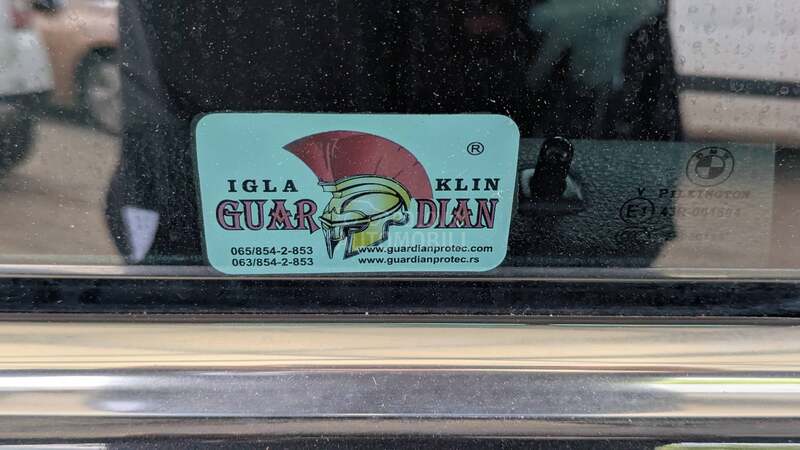 ®
IGLA KLIN
GUARDIAN
065/854-2-853 www.guardianprotec.com
063/854-2-853 www.guardianprotec.rs
BMW
PILKINGTON
E1